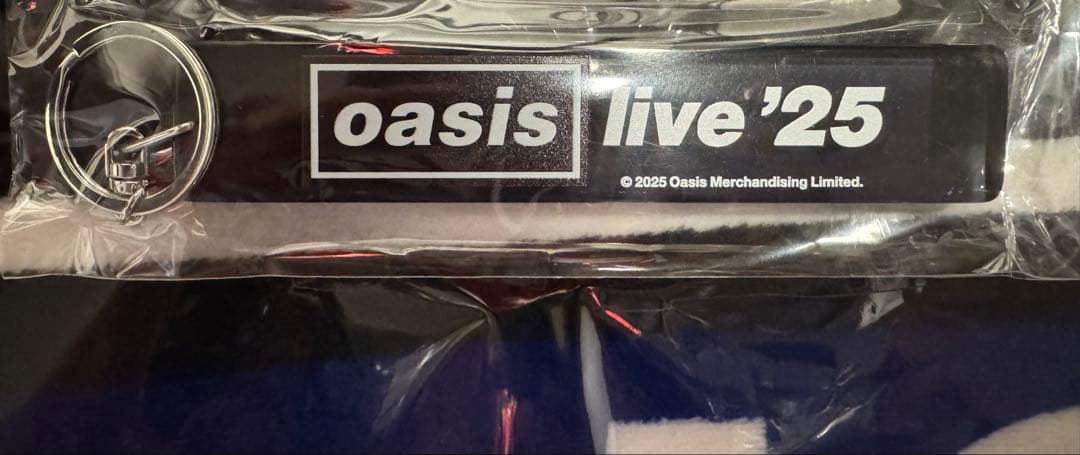 oasis live '25
© 2025 Oasis Merchandising Limited.